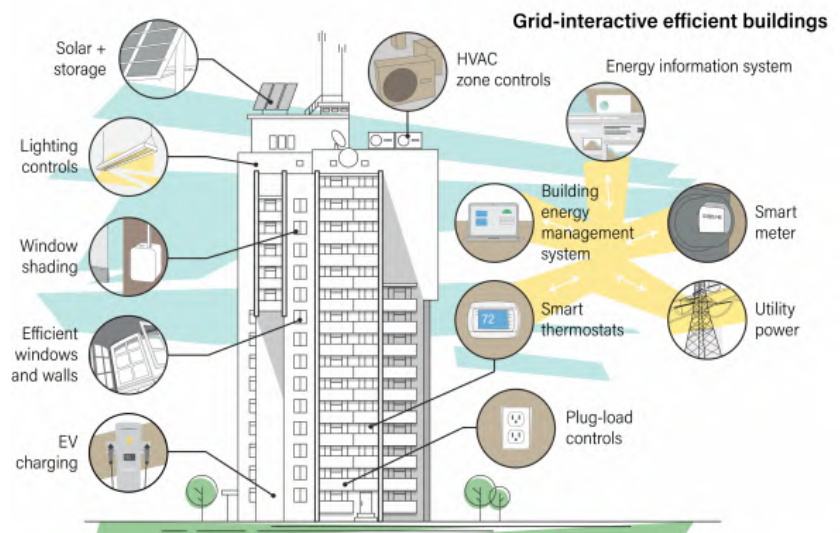 Grid-interactive efficient buildings
Solar +
storage
HVAC
zone controls
Energy information system
Lighting
controls
Building
energy
management
system
Smart
meter
Window
shading
Smart
thermostats
72
Utility
power
Efficient
windows
and walls
Plug-load
controls
EV
charging